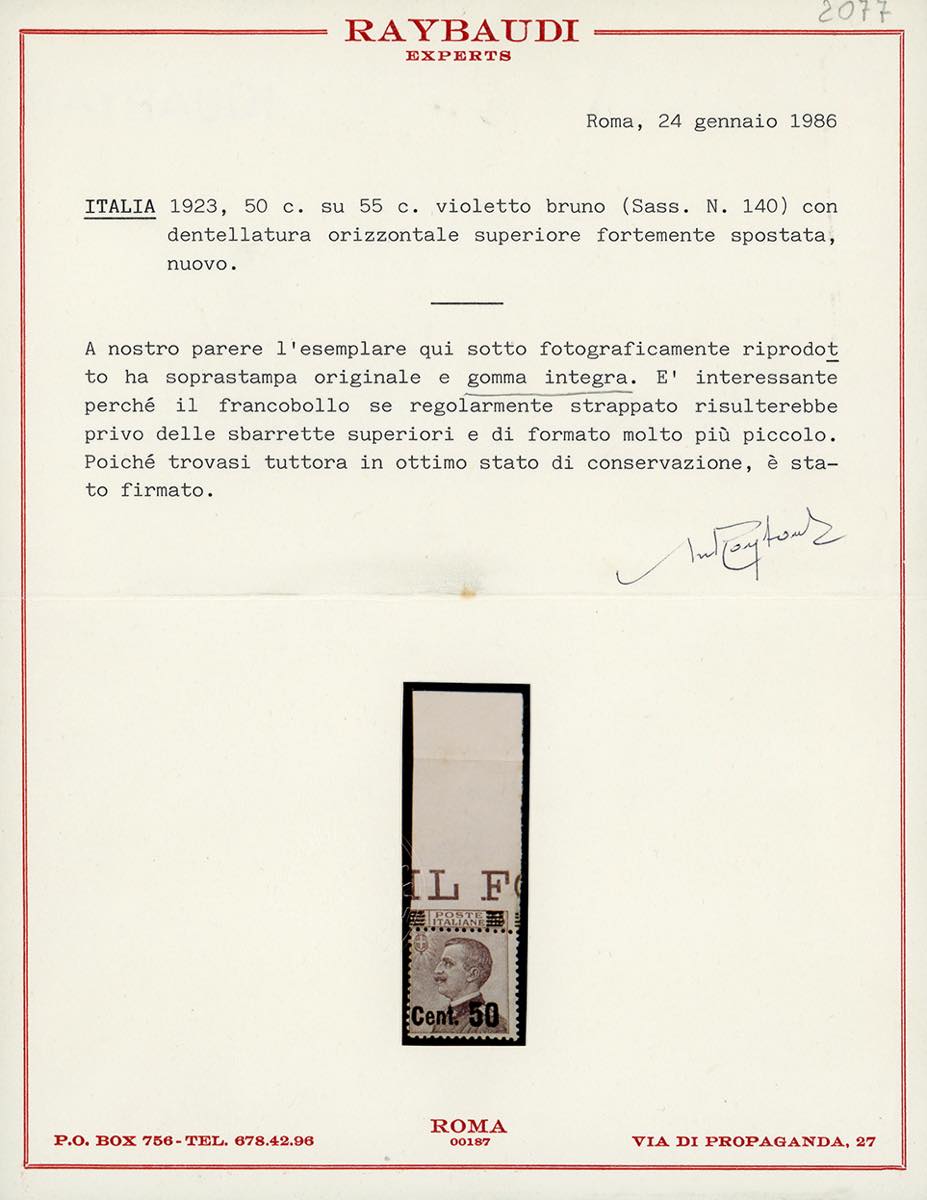 2077
RAYBAUDI
EXPERTS
Roma, 24 gennaio 1986
ITALIA 1923, 50 c. su 55 c. violetto bruno (Sass. N. 140) con
dentellatura orizzontale superiore fortemente spostata,
nuovo.
A nostro parere l'esemplare qui sotto fotograficamente riprodot
to ha soprastampa originale e gomma integra. E' interessante
perché il francobollo se regolarmente strappato risulterebbe
privo delle sbarrette superiori e di formato molto più piccolo.
Poiché trovasi tuttora in ottimo stato di conservazione, è sta-
to firmato.
IL FO
POSTE
ITALIANE
Cent. 50
ROMA
00187
P.O. BOX 756-TEL. 678.42.96
VIA DI PROPAGANDA, 27